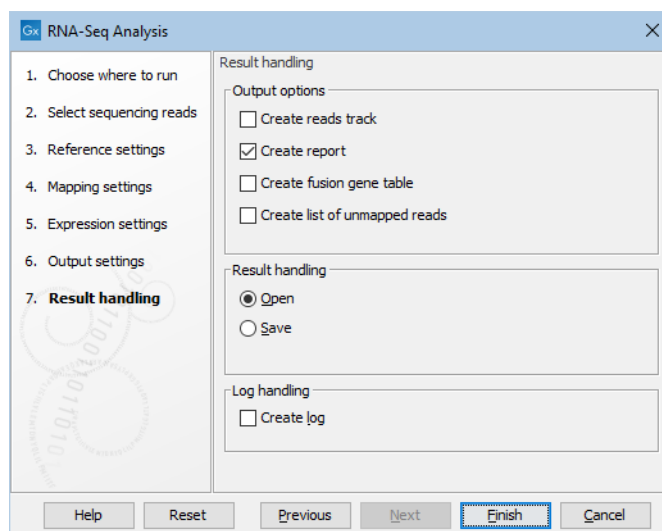 Gx RNA-Seq Analysis
1. Choose where to run
2. Select sequencing reads
3. Reference settings
4. Mapping settings
5. Expression settings
6. Output settings
7. Result handling
Result handling
Output options
Create reads track
Create report
Create fusion gene table
Create list of unmapped reads
Result handling
Open
Save
Log handling
Create log
Help Reset Previous Next Finish Cancel